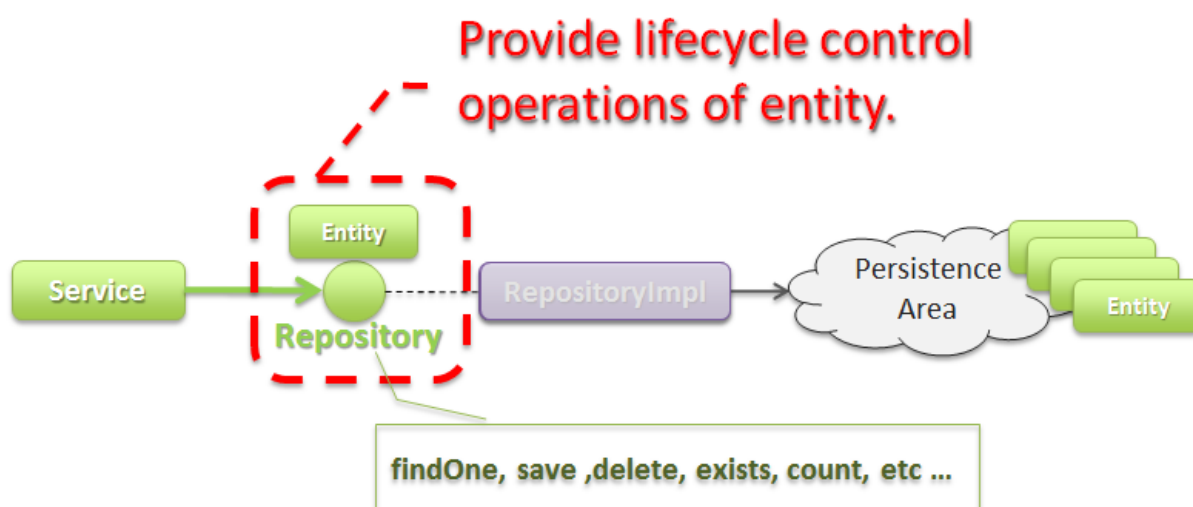 Provide lifecycle control
operations of entity.
Entity
Service
Repository
RepositoryImpl
Persistence
Area
Entity
findOne, save ,delete, exists, count, etc ...